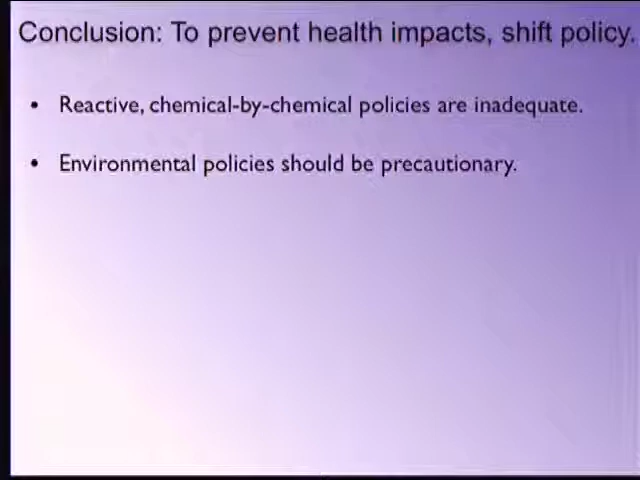 Conclusion: To prevent health impacts, shift policy.
• Reactive, chemical-by-chemical policies are inadequate.
• Environmental policies should be precautionary.